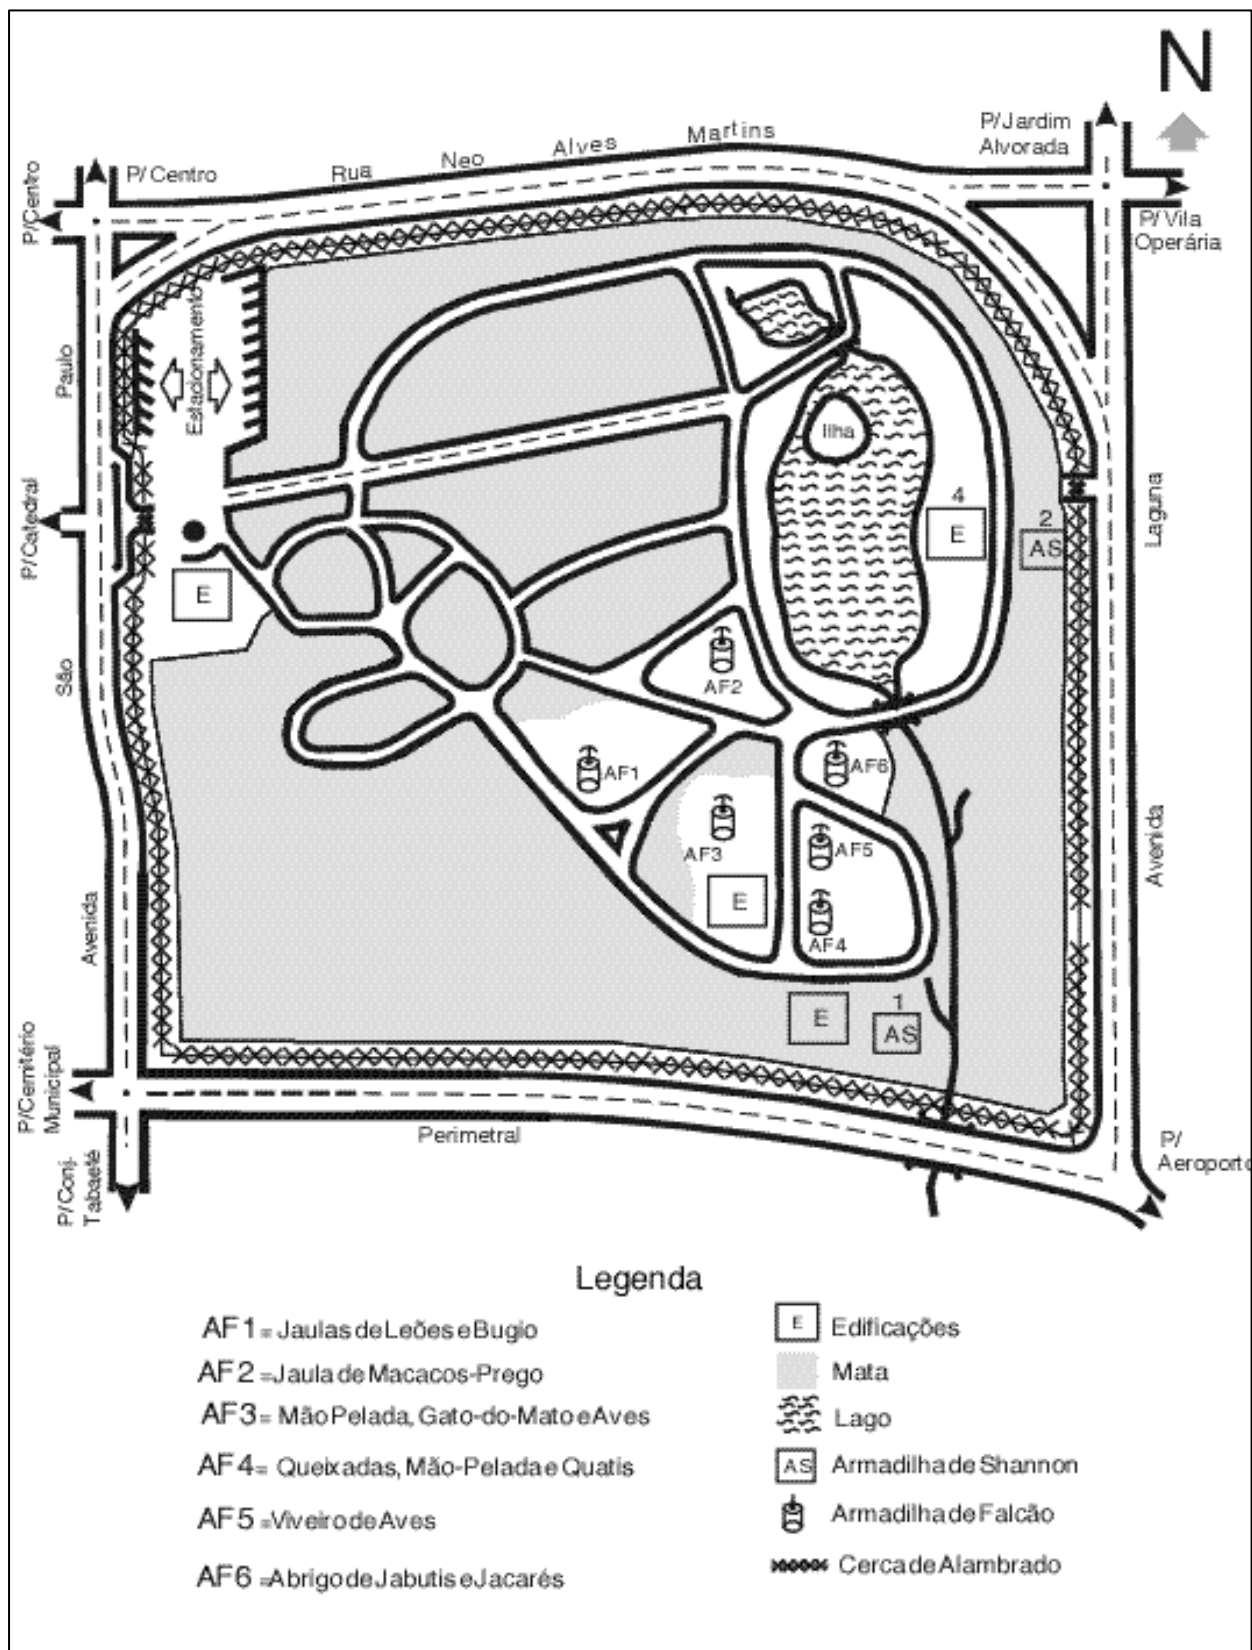 N
P/Jardim
Alvorada
Rua Neo Alves Martins
P/Centro
P/Centro
P/Vila
Operária
Estacionamento
Paulo
Ilha
P/Catedral
Laguna
4
E
2
AS
E
São
AF2
AF1
AF6
AF3
AF5
Avenida
E
AF4
Avenida
1
E
AS
P/Cemitério
Municipal
Perimetral
P/
Aeroporto
P/Conj-
Tabaelé
Legenda
AF1= Jaulas de Leões e Bugio
AF2 =Jaula de Macacos-Prego
AF3= Mão Pelada, Gato-do-Mato e Aves
AF4= Queixadas, Mão-Pelada e Quatis
AF5 =Viveiro de Aves
AF6 =Abrigo de Jabutis e Jacarés
E Edificações
Mata
Lago
AS Armadilha de Shannon
Armadilha de Falcão
Cerca de Alambrado